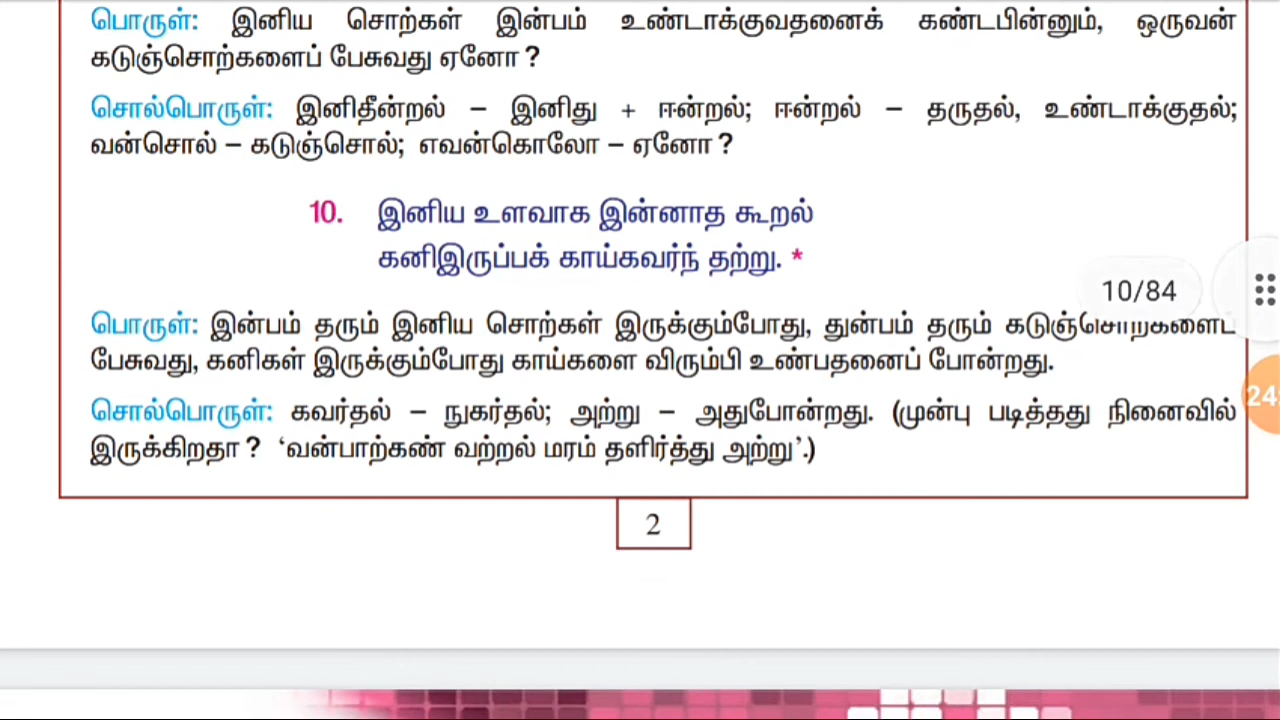 பொருள்: இனிய சொற்கள் இன்பம் உண்டாக்குவதனைக் கண்டபின்னும், ஒருவன்
கடுஞ்சொற்களைப் பேசுவது ஏனோ ?
சொல்பொருள்: இனிதீன்றல் – இனிது + ஈன்றல்; ஈன்றல் – தருதல், உண்டாக்குதல்;
வன்சொல் – கடுஞ்சொல்; எவன்கொலோ – ஏனோ ?
10. இனிய உளவாக இன்னாத கூறல்
கனிஇருப்பக் காய்கவர்ந் தற்று. *
10/84
பொருள்: இன்பம் தரும் இனிய சொற்கள் இருக்கும்போது, துன்பம் தரும் கடுஞ்சொற்களைப்
பேசுவது, கனிகள் இருக்கும்போது காய்களை விரும்பி உண்பதனைப் போன்றது.
24
சொல்பொருள்: கவர்தல் – நுகர்தல்; அற்று – அதுபோன்றது. (முன்பு படித்தது நினைவில்
இருக்கிறதா ? ‘வன்பாற்கண் வற்றல் மரம் தளிர்த்து அற்று’.)
2